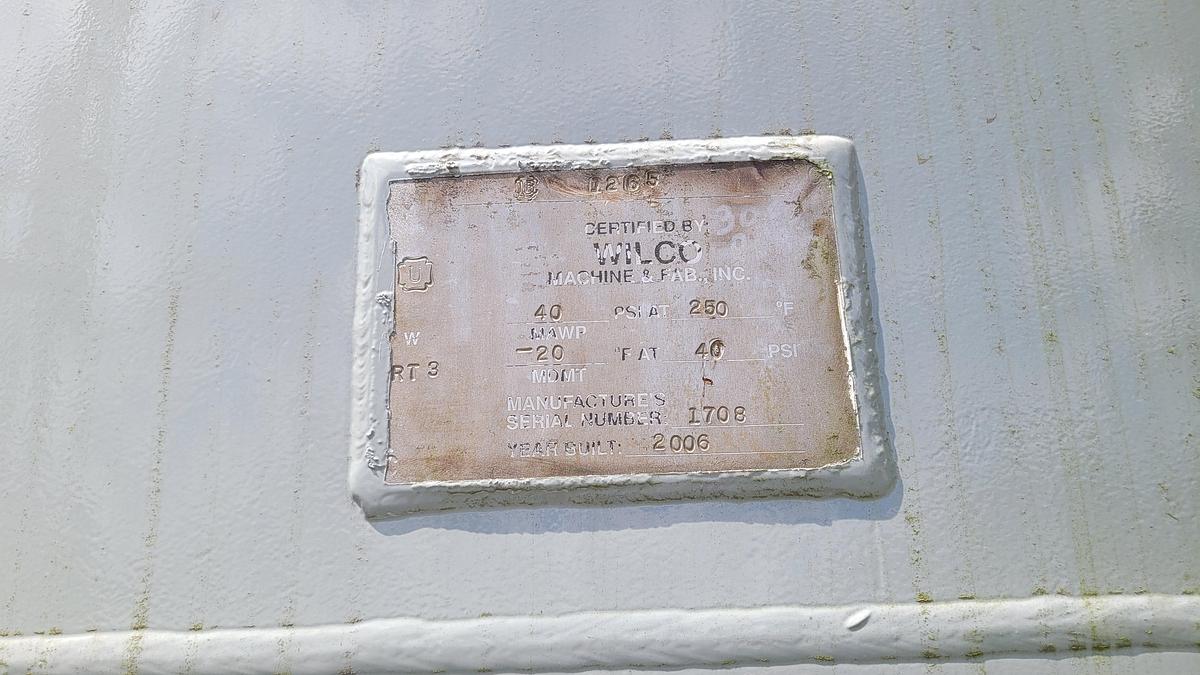 1265
CERTIFIED BY
WILCO
MACHINE & FAB., INC.
U
40 PSI AT 250 °F
W
MAWP
-20 °F AT 40 PSI
RT 3
MDMT
MANUFACTURE'S
SERIAL NUMBER 1708
YEAR BUILT: 2006